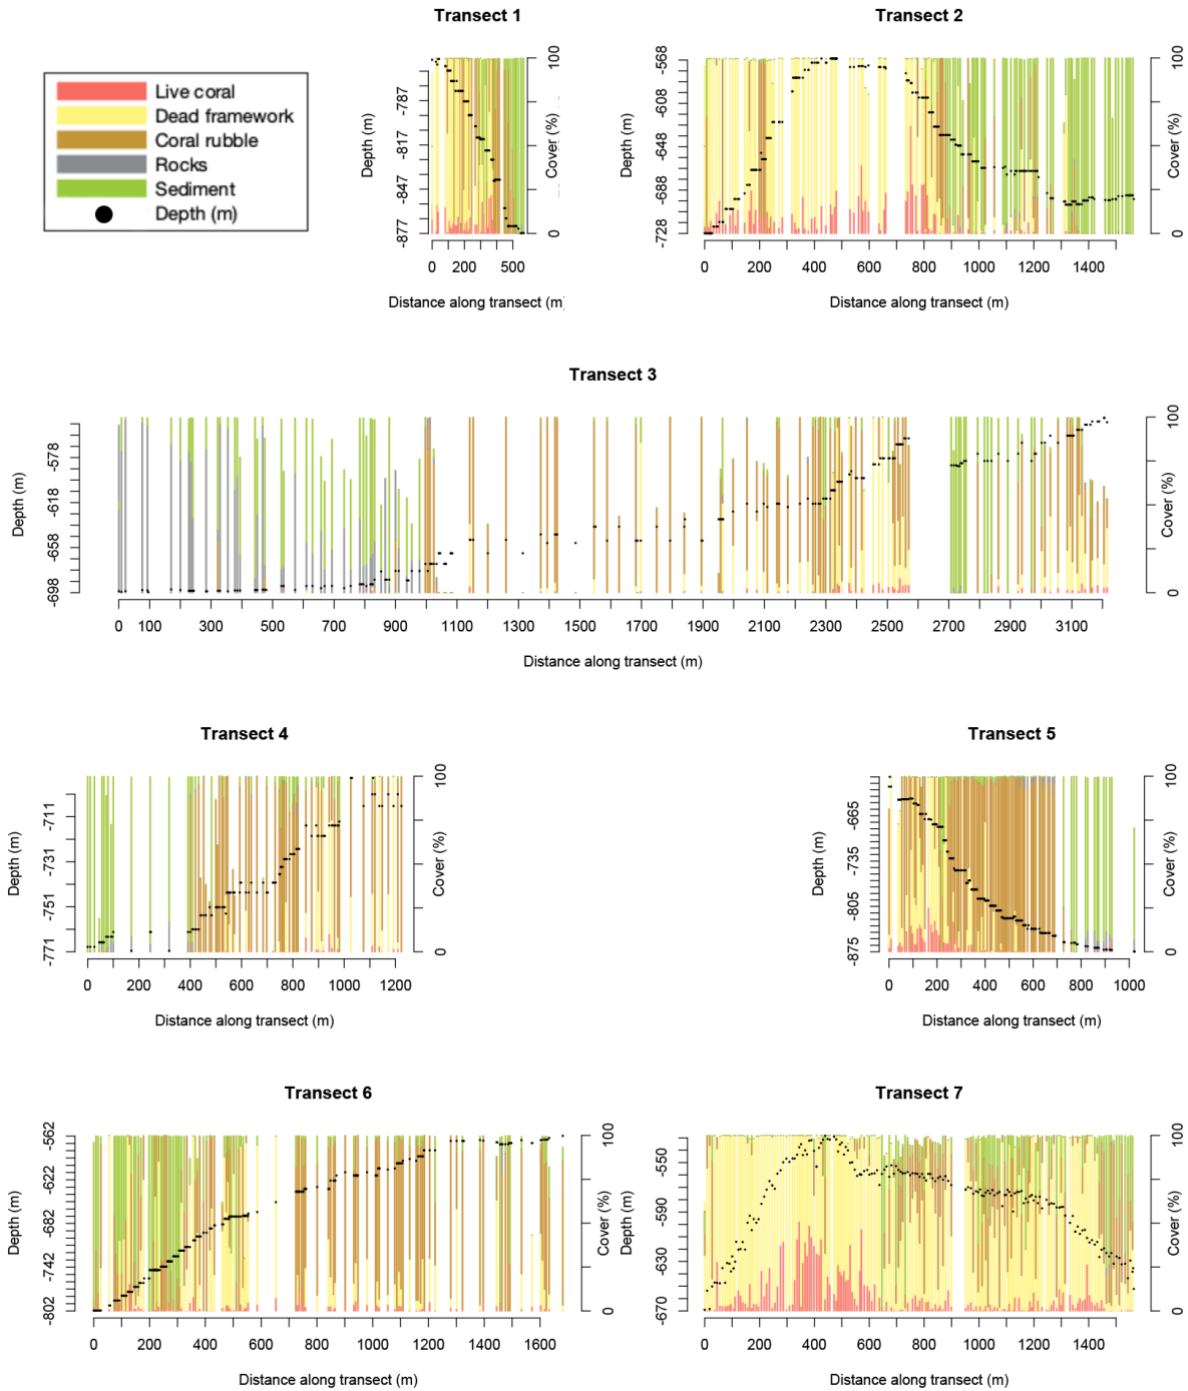 Transect 1
Transect 2
Live coral
Dead framework
Coral rubble
Rocks
Sediment
Depth (m)
Depth (m)
-787
-817
-847
-877
0 200 500
Distance along transect (m)
100
Cover (%)
0
Depth (m)
-568
-608
-648
-688
-728
0 200 400 600 800 1000 1200 1400
Distance along transect (m)
100
Cover (%)
0
Transect 3
Depth (m)
-578
-618
-658
-698
0 100 300 500 700 900 1100 1300 1500 1700 1900 2100 2300 2500 2700 2900 3100
Distance along transect (m)
100
Cover (%)
0
Transect 4
Depth (m)
-711
-731
-751
-771
0 200 400 600 800 1000 1200
Distance along transect (m)
100
Cover (%)
0
Transect 5
Depth (m)
-665
-735
-805
-875
0 200 400 600 800 1000
Distance along transect (m)
100
Cover (%)
0
Transect 6
Depth (m)
-562
-622
-682
-742
-802
0 200 400 600 800 1000 1200 1400 1600
Distance along transect (m)
100
Cover (%)
0
Transect 7
Depth (m)
-550
-590
-630
-670
0 200 400 600 800 1000 1200 1400
Distance along transect (m)
100
Cover (%)
0